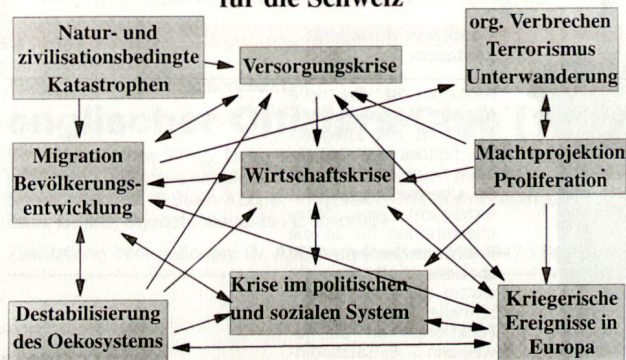 für die Schweiz
Natur- und
zivilisationsbedingte
Katastrophen
Versorgungskrise
org. Verbrechen
Terrorismus
Unterwanderung
Migration
Bevölkerungs-
entwicklung
Wirtschaftskrise
Machtprojektion
Proliferation
Destabilisierung
des Oekosystems
Krise im politischen
und sozialen System
Kriegerische
Ereignisse in
Europa